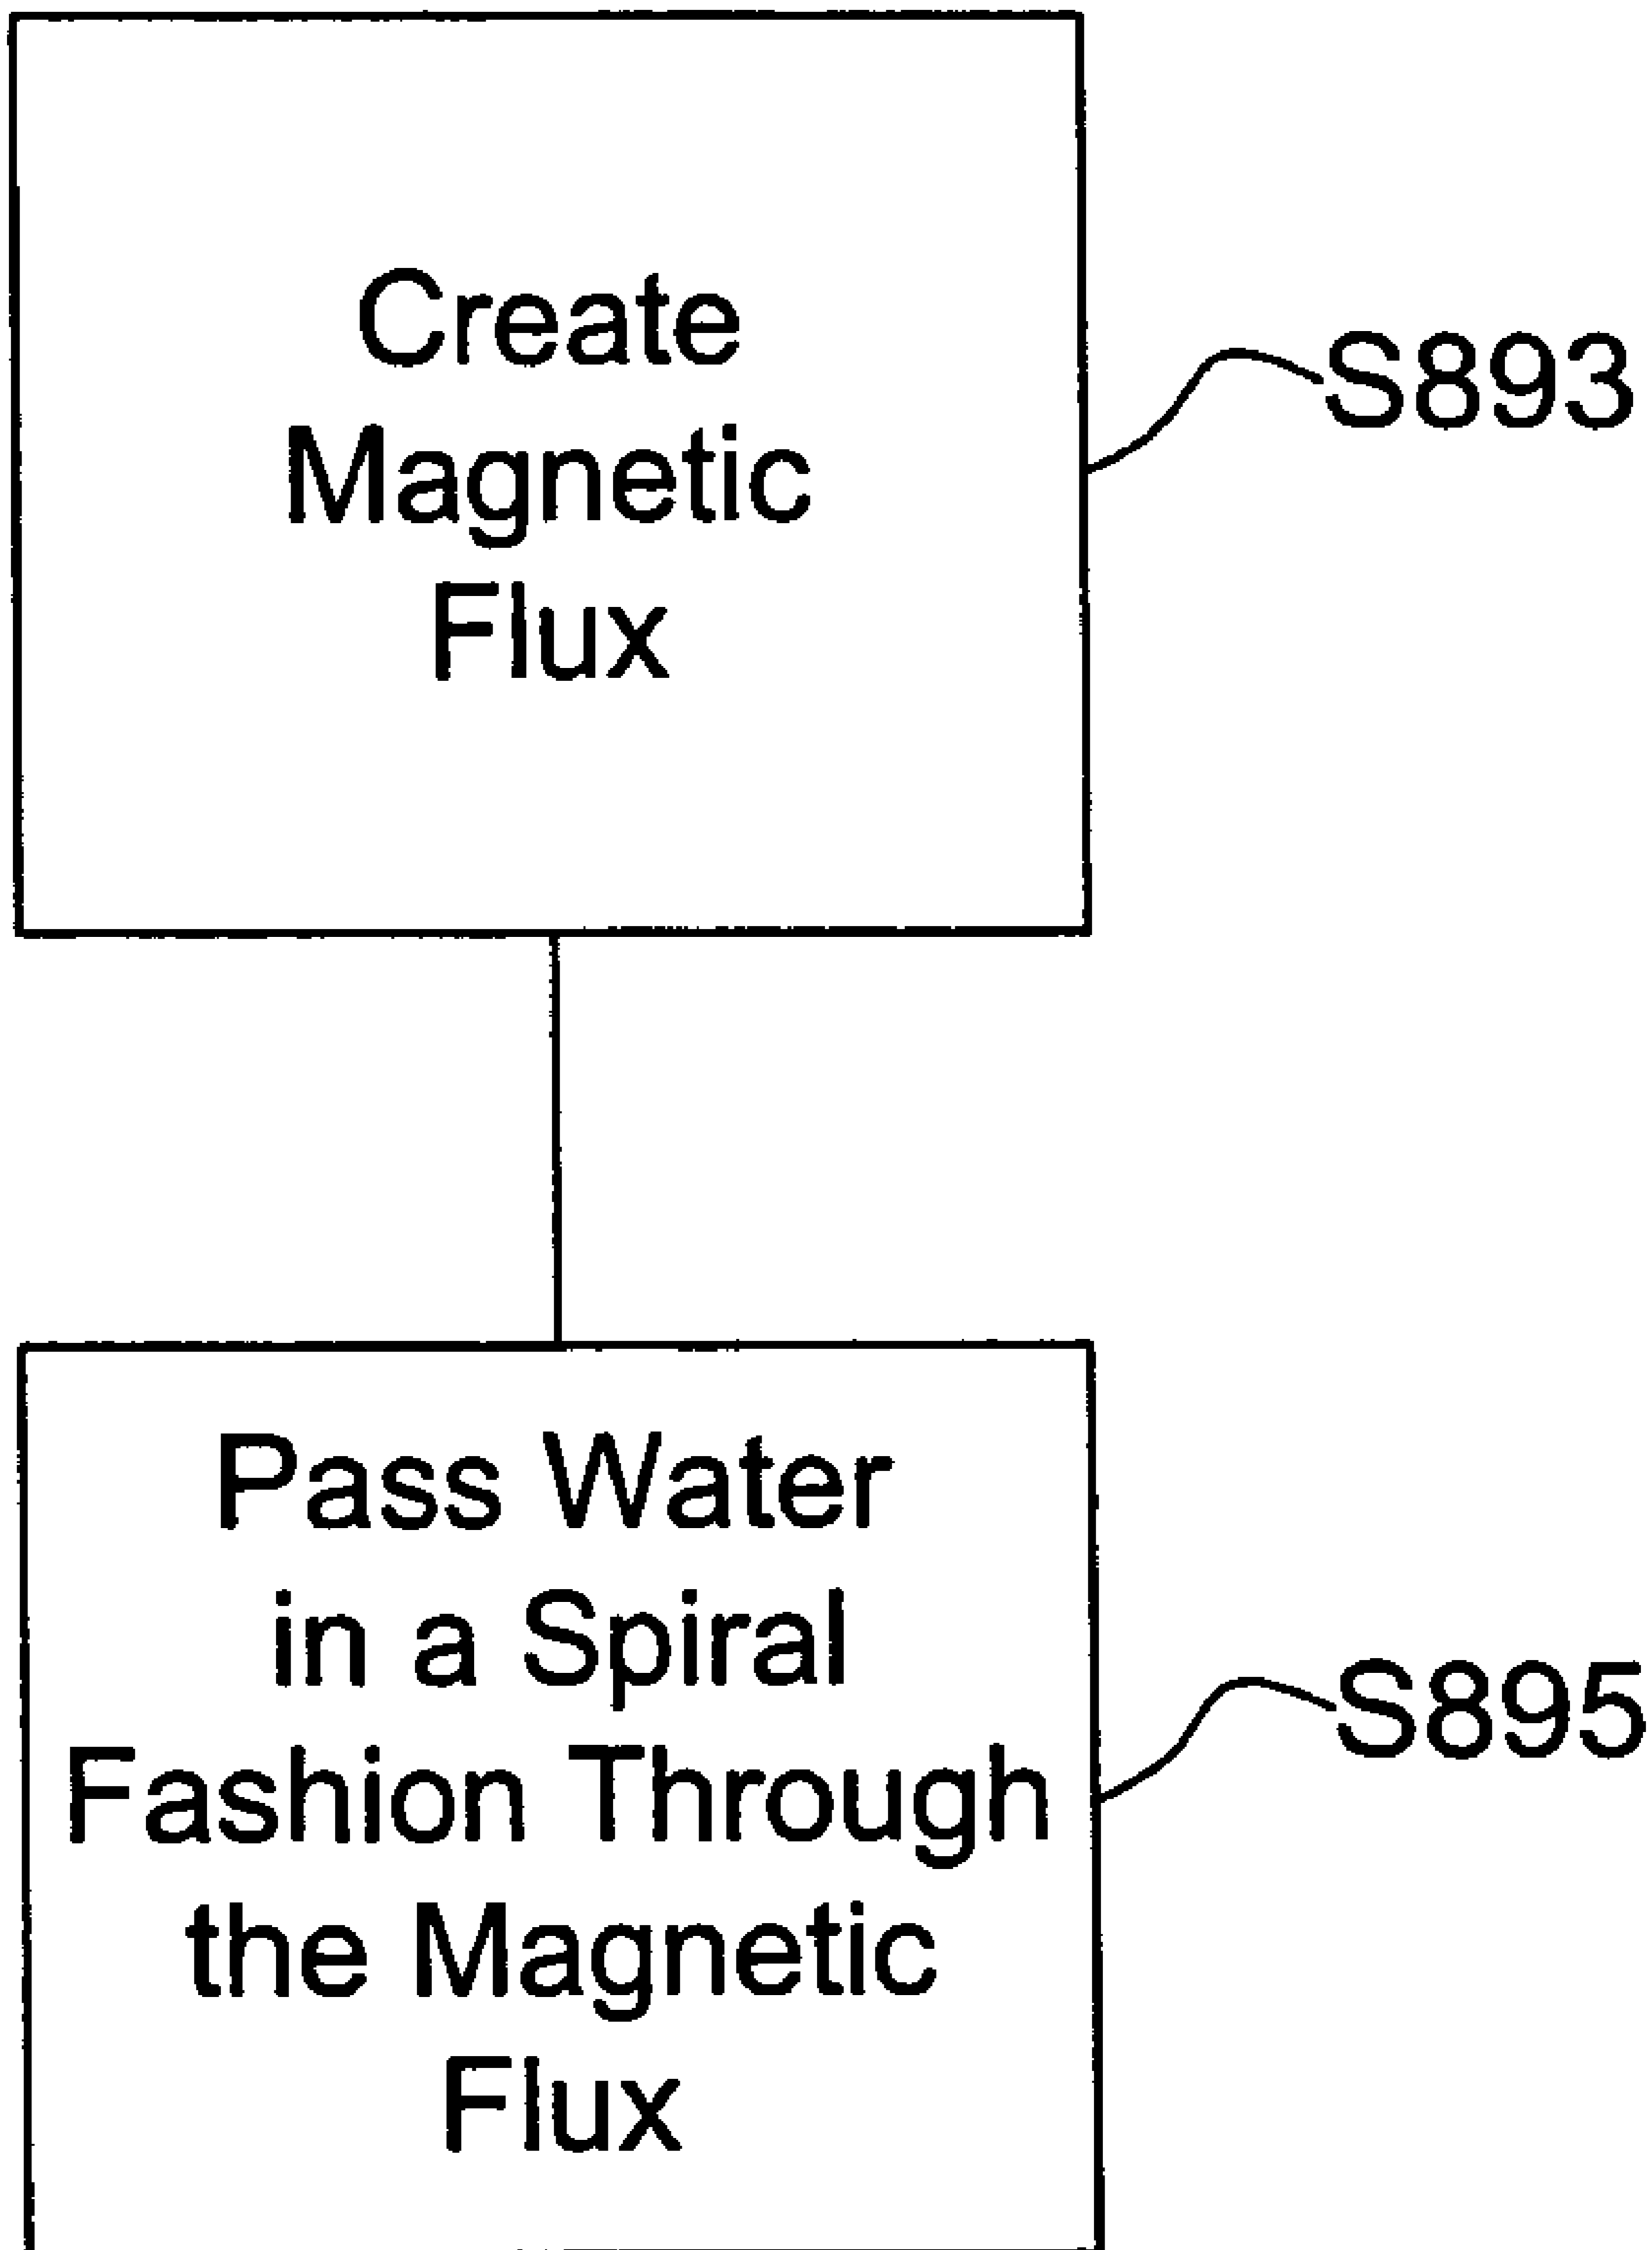 Create
Magnetic
Flux
S893
Pass Water
in a Spiral
Fashion Through
the Magnetic
Flux
S895